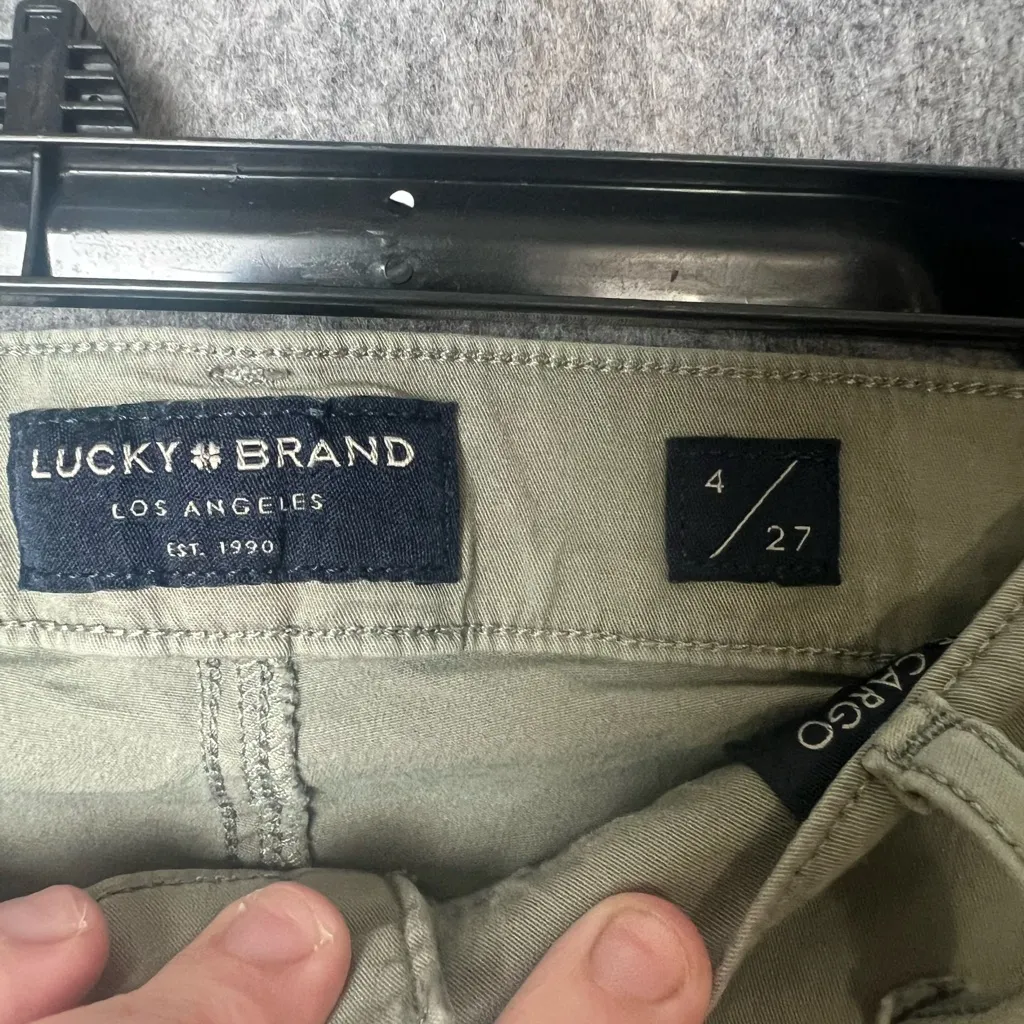 LUCKY BRAND
LOS ANGELES
EST. 1990
4/27
CARGO